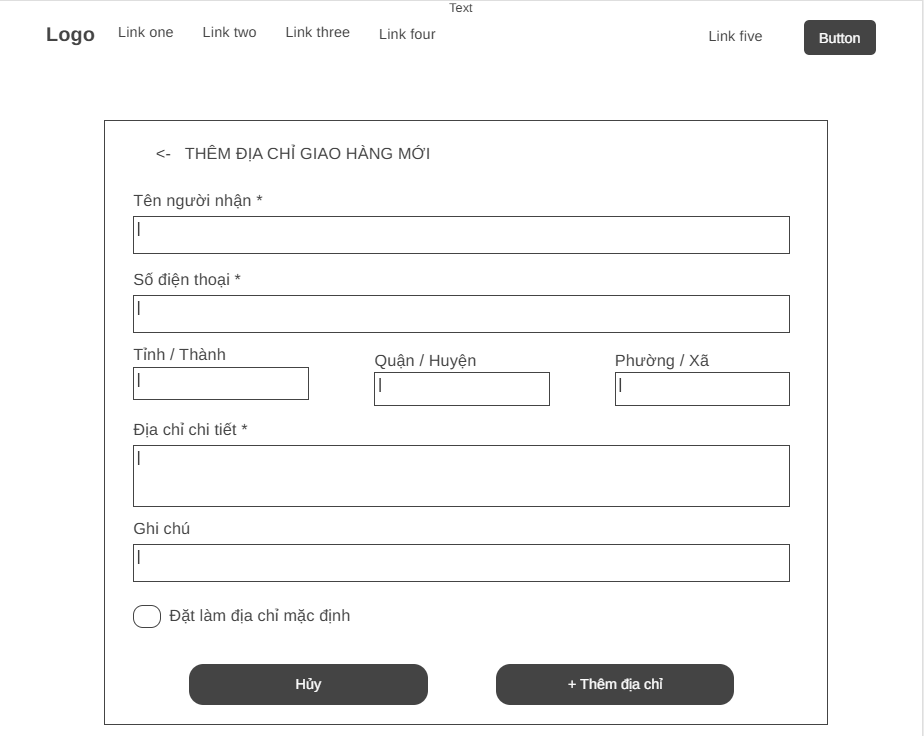 Text
Logo Link one Link two Link three Link four Link five Button
<- THÊM ĐỊA CHỈ GIAO HÀNG MỚI
Tên người nhận *
Số điện thoại *
Tỉnh / Thành Quận / Huyện Phường / Xã
Địa chỉ chi tiết *
Ghi chú
Đặt làm địa chỉ mặc định
Hủy + Thêm địa chỉ